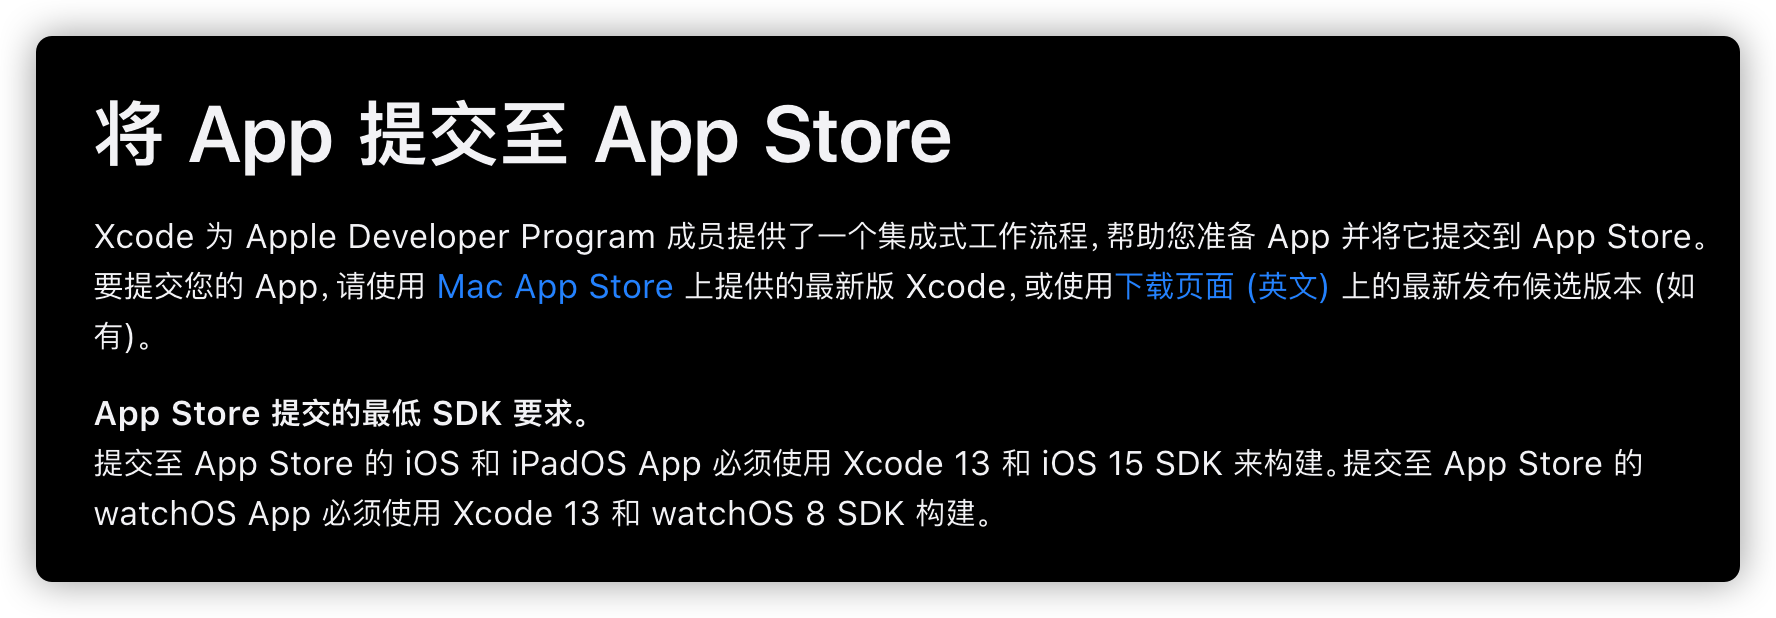 将 App 提交至 App Store
Xcode 为 Apple Developer Program 成员提供了一个集成式工作流程，帮助您准备 App 并将它提交到 App Store。
要提交您的 App，请使用 Mac App Store 上提供的最新版 Xcode，或使用下载页面 (英文) 上的最新发布候选版本 (如
有)。
App Store 提交的最低 SDK 要求。
提交至 App Store 的 iOS 和 iPadOS App 必须使用 Xcode 13 和 iOS 15 SDK 来构建。提交至 App Store 的
watchOS App 必须使用 Xcode 13 和 watchOS 8 SDK 构建。